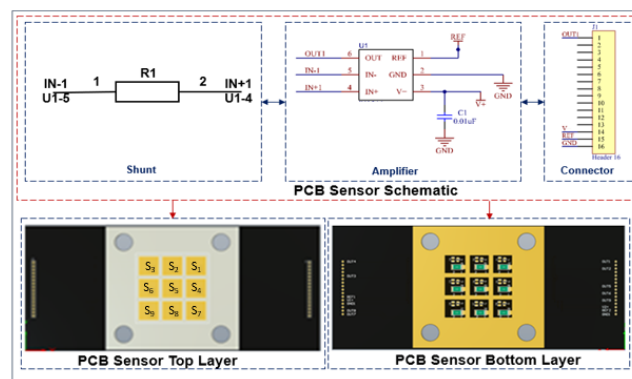 IN-1 1 R1 2 IN+1
U1-5 U1-4
Shunt
REF
OUT1 6 OUT REF 1
IN-1 5 IN- GND 2
IN+1 4 IN+ V+ 3
GND
V+
C1
0.01uF
GND
Amplifier
J1
OUT1 1
2
3
4
5
6
7
8
9
10
11
12
13
V 14
REF 15
GND 16
Header 16
Connector
PCB Sensor Schematic
S3 S2 S1
S6 S5 S4
S9 S8 S7
PCB Sensor Top Layer
PCB Sensor Bottom Layer